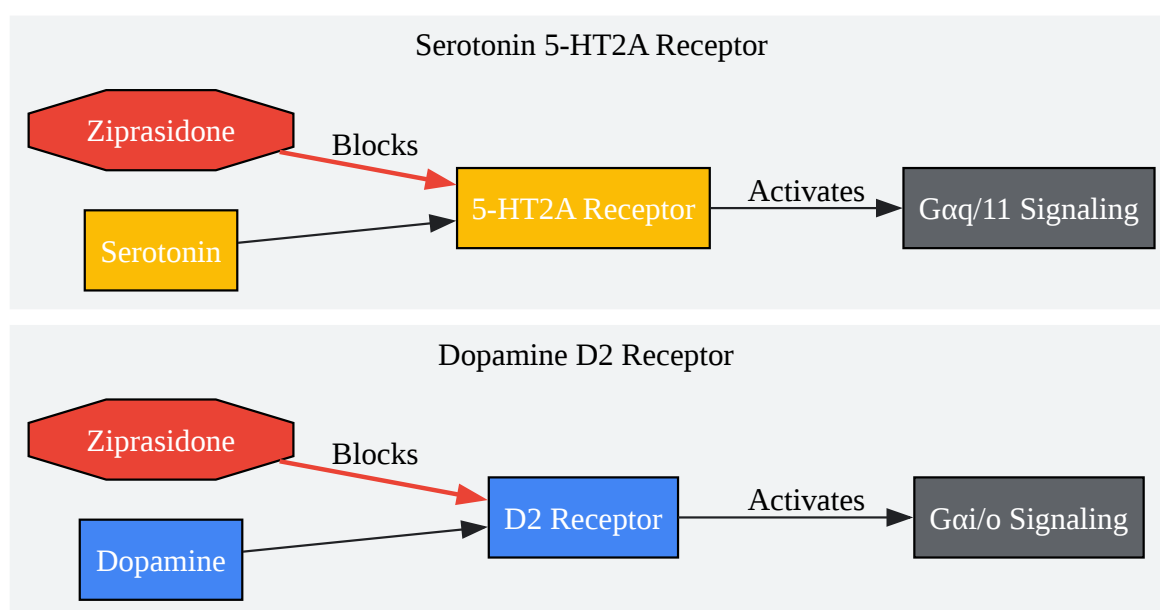 Serotonin 5-HT2A Receptor
Ziprasidone
Blocks
Serotonin
5-HT2A Receptor
Activates
Gαq/11 Signaling
Dopamine D2 Receptor
Ziprasidone
Blocks
Dopamine
D2 Receptor
Activates
Gαi/o Signaling